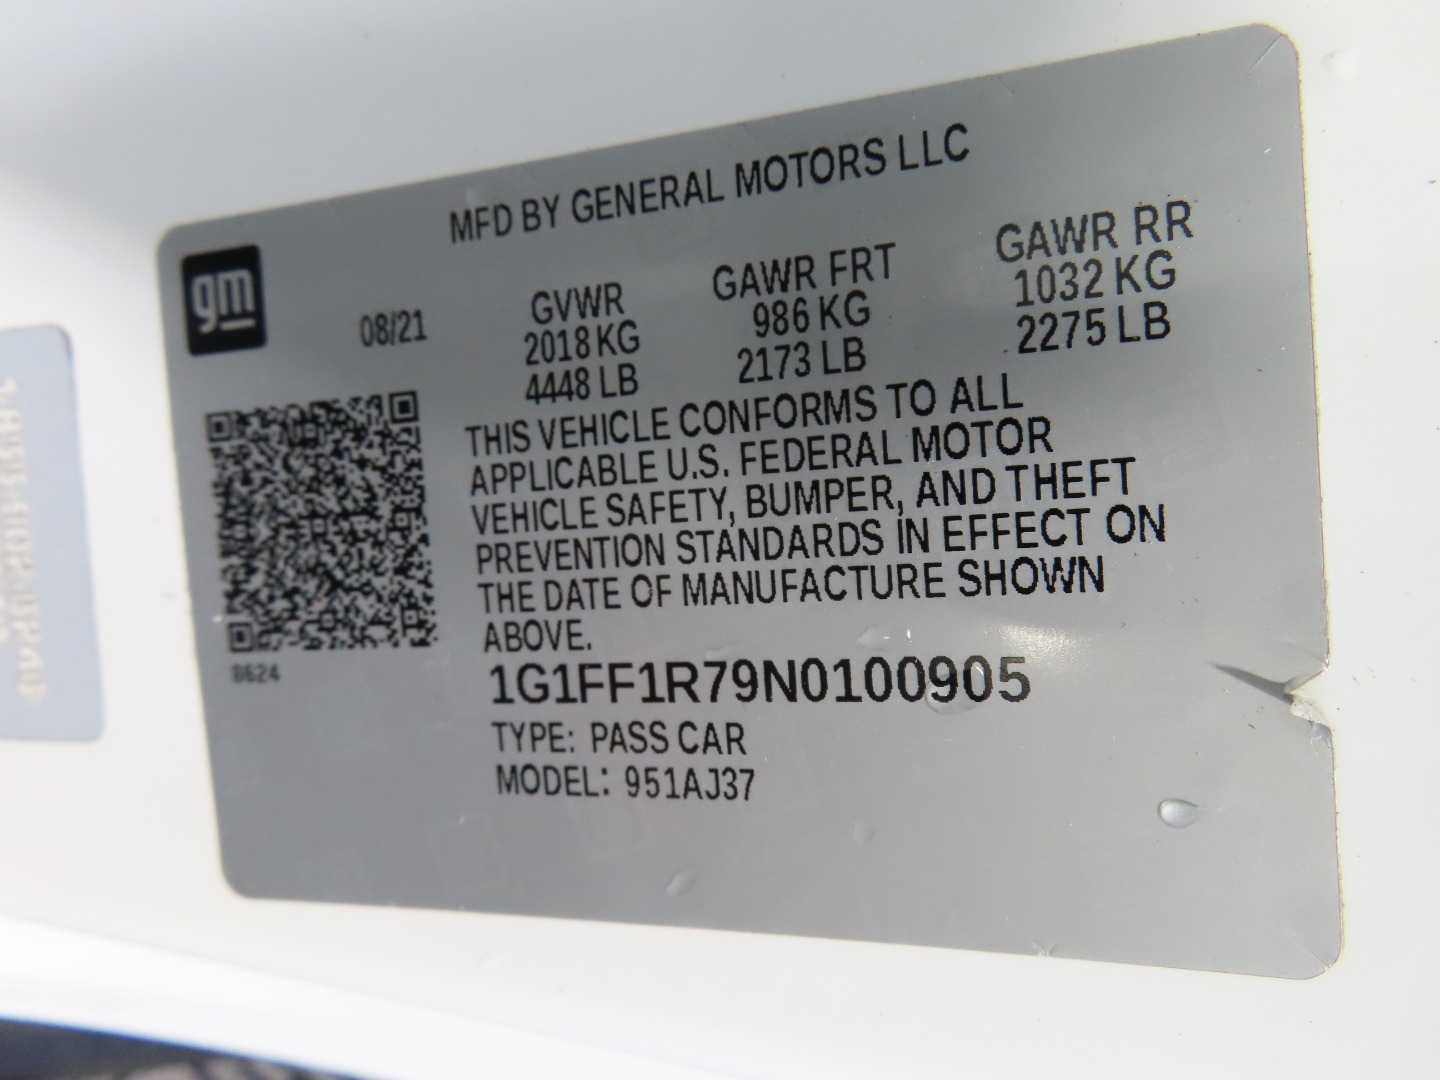 MFD BY GENERAL MOTORS LLC
gm
08/21
GVWR
2018 KG
4448 LB
GAWR FRT
986 KG
2173 LB
GAWR RR
1032 KG
2275 LB
THIS VEHICLE CONFORMS TO ALL
APPLICABLE U.S. FEDERAL MOTOR
VEHICLE SAFETY, BUMPER, AND THEFT
PREVENTION STANDARDS IN EFFECT ON
THE DATE OF MANUFACTURE SHOWN
ABOVE.
8624
1G1FF1R79N0100905
TYPE: PASS CAR
MODEL: 951AJ37